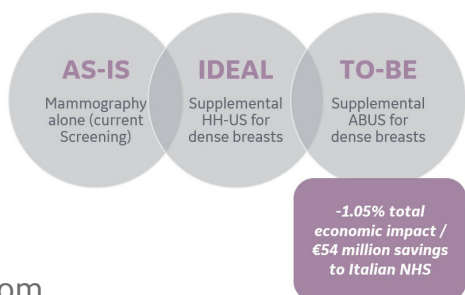 AS-IS
Mammography
alone (current
Screening)
IDEAL
Supplemental
HH-US for
dense breasts
TO-BE
Supplemental
ABUS for
dense breasts
-1.05% total
economic impact /
€54 million savings
to Italian NHS
om